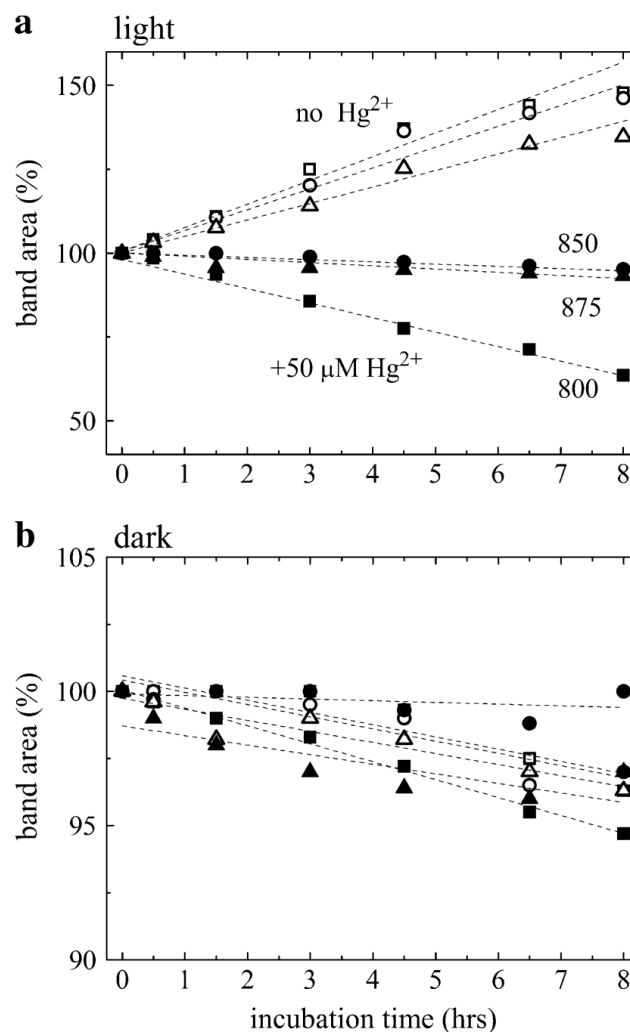 a light
150
no Hg2+
100
850
875
+50 μM Hg2+
800
50
band area (%)
0 1 2 3 4 5 6 7 8
b dark
105
100
95
90
band area (%)
0 1 2 3 4 5 6 7 8
incubation time (hrs)